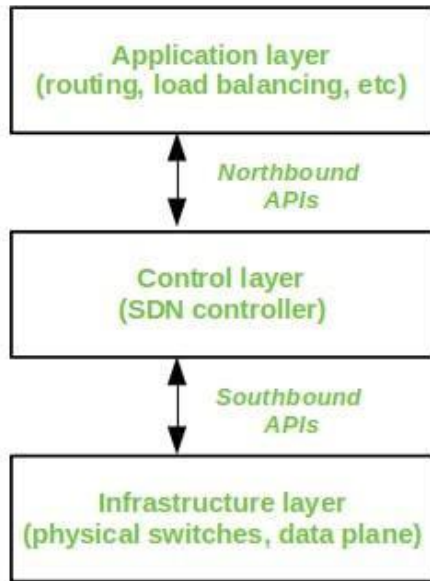 Application layer
(routing, load balancing, etc)
Northbound
APIs
Control layer
(SDN controller)
Southbound
APIs
Infrastructure layer
(physical switches, data plane)